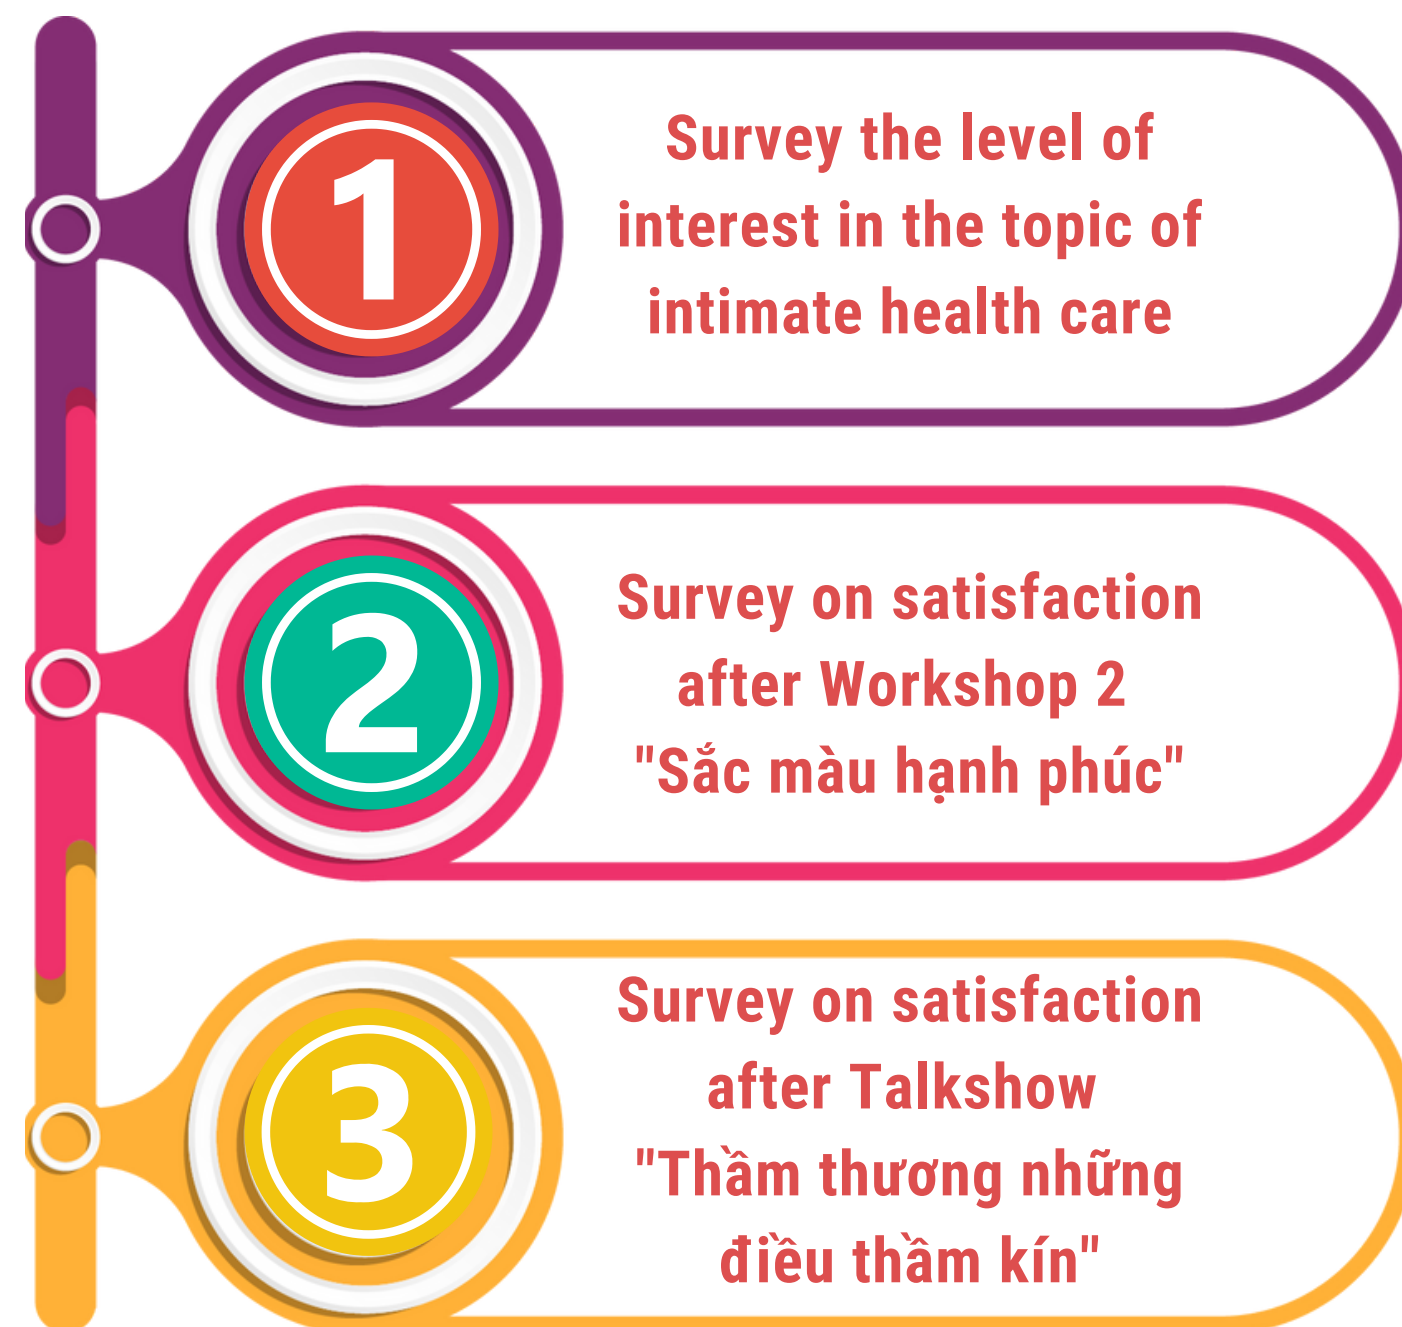 1
Survey the level of
interest in the topic of
intimate health care
2
Survey on satisfaction
after Workshop 2
"Sắc màu hạnh phúc"
3
Survey on satisfaction
after Talkshow
"Thầm thương những
điều thầm kín"